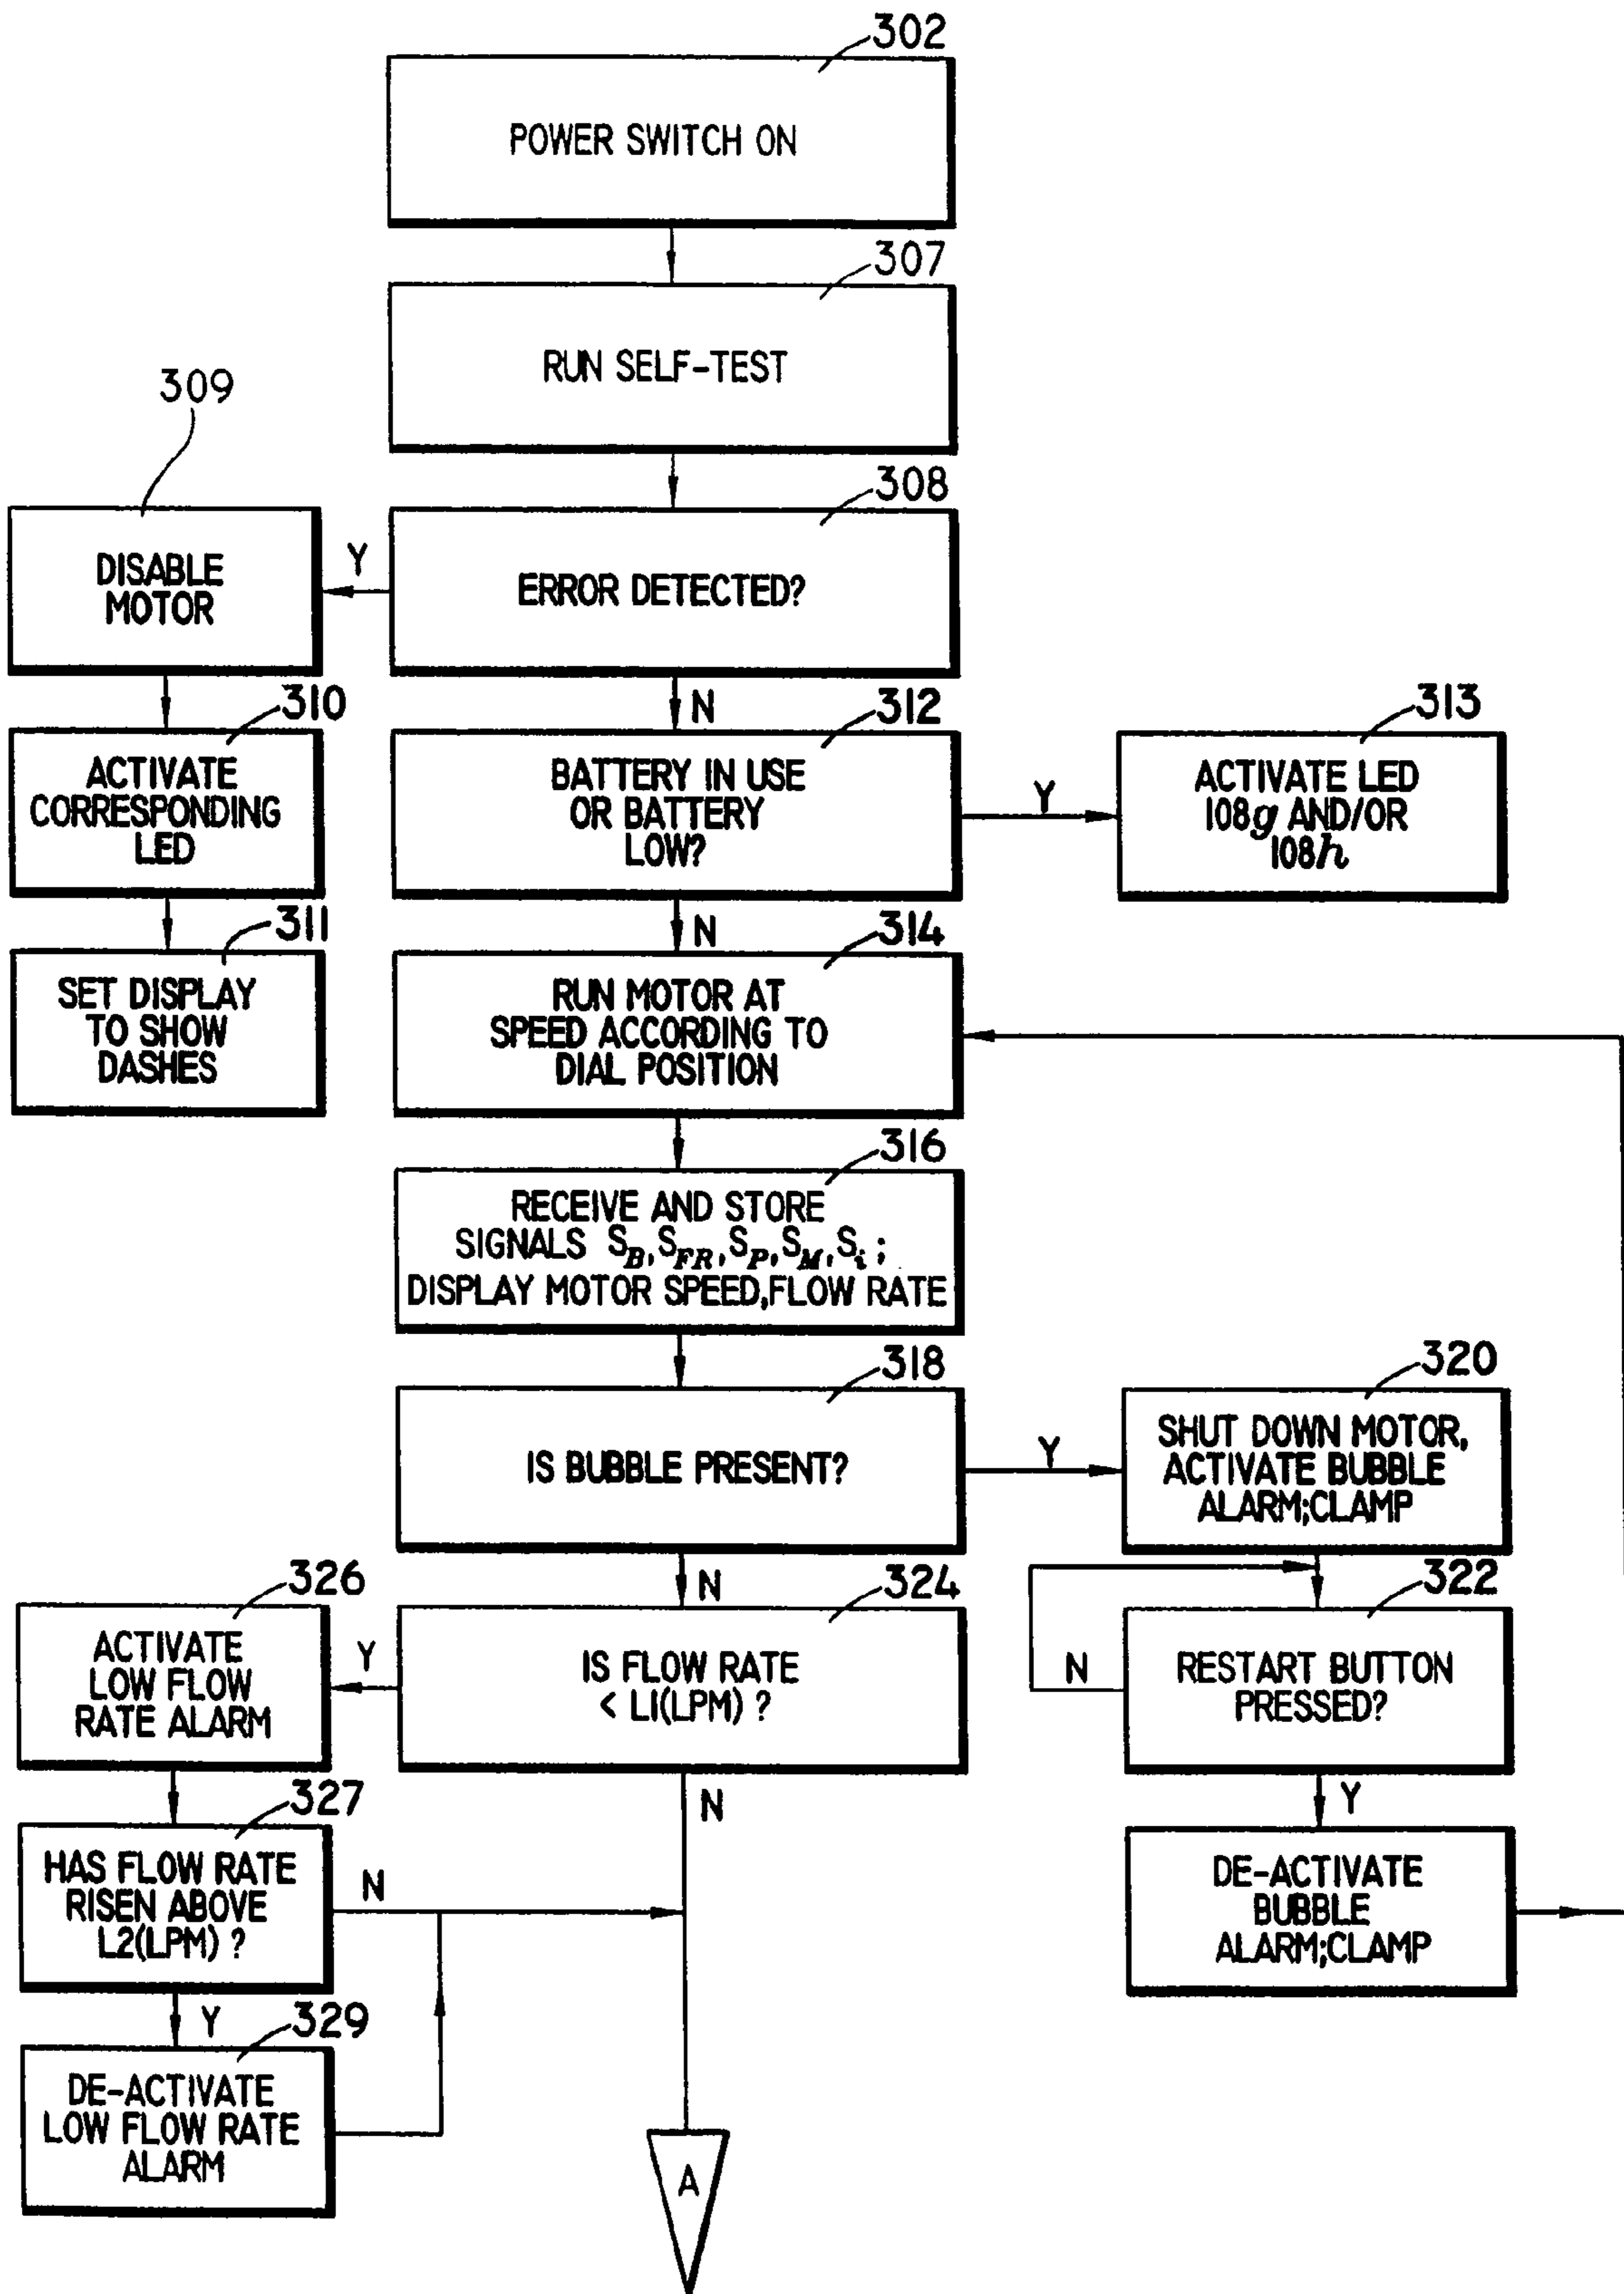 302
POWER SWITCH ON
307
RUN SELF-TEST
309
308
DISABLE
MOTOR
Y
ERROR DETECTED?
N
310
ACTIVATE
CORRESPONDING
LED
312
BATTERY IN USE
OR BATTERY
LOW?
Y
313
ACTIVATE LED
108g AND/OR
108h
N
311
SET DISPLAY
TO SHOW
DASHES
314
RUN MOTOR AT
SPEED ACCORDING TO
DIAL POSITION
316
RECEIVE AND STORE
SIGNALS S_B, S_FR, S_P, S_M, S_i ;
DISPLAY MOTOR SPEED, FLOW RATE
318
IS BUBBLE PRESENT?
Y
320
SHUT DOWN MOTOR,
ACTIVATE BUBBLE
ALARM;CLAMP
N
326
ACTIVATE
LOW FLOW
RATE ALARM
Y
324
IS FLOW RATE
< L1(LPM) ?
N
322
RESTART BUTTON
PRESSED?
N
Y
327
HAS FLOW RATE
RISEN ABOVE
L2(LPM) ?
N
DE-ACTIVATE
BUBBLE
ALARM;CLAMP
Y
329
DE-ACTIVATE
LOW FLOW RATE
ALARM
A